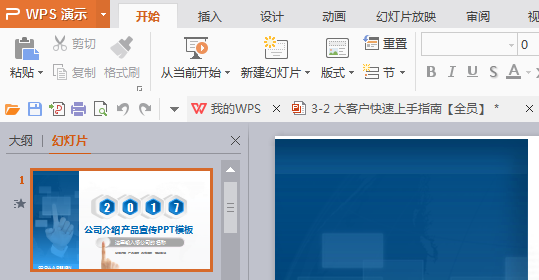 WPS 演示
开始 插入 设计 动画 幻灯片放映 审阅
粘贴 剪切 复制 格式刷 从当前开始 新建幻灯片 版式 重置 节 0
B I U S A
我的WPS 3-2 大客户快速上手指南【全员】 *
大纲 幻灯片
1
2017
公司介绍产品宣传PPT模板